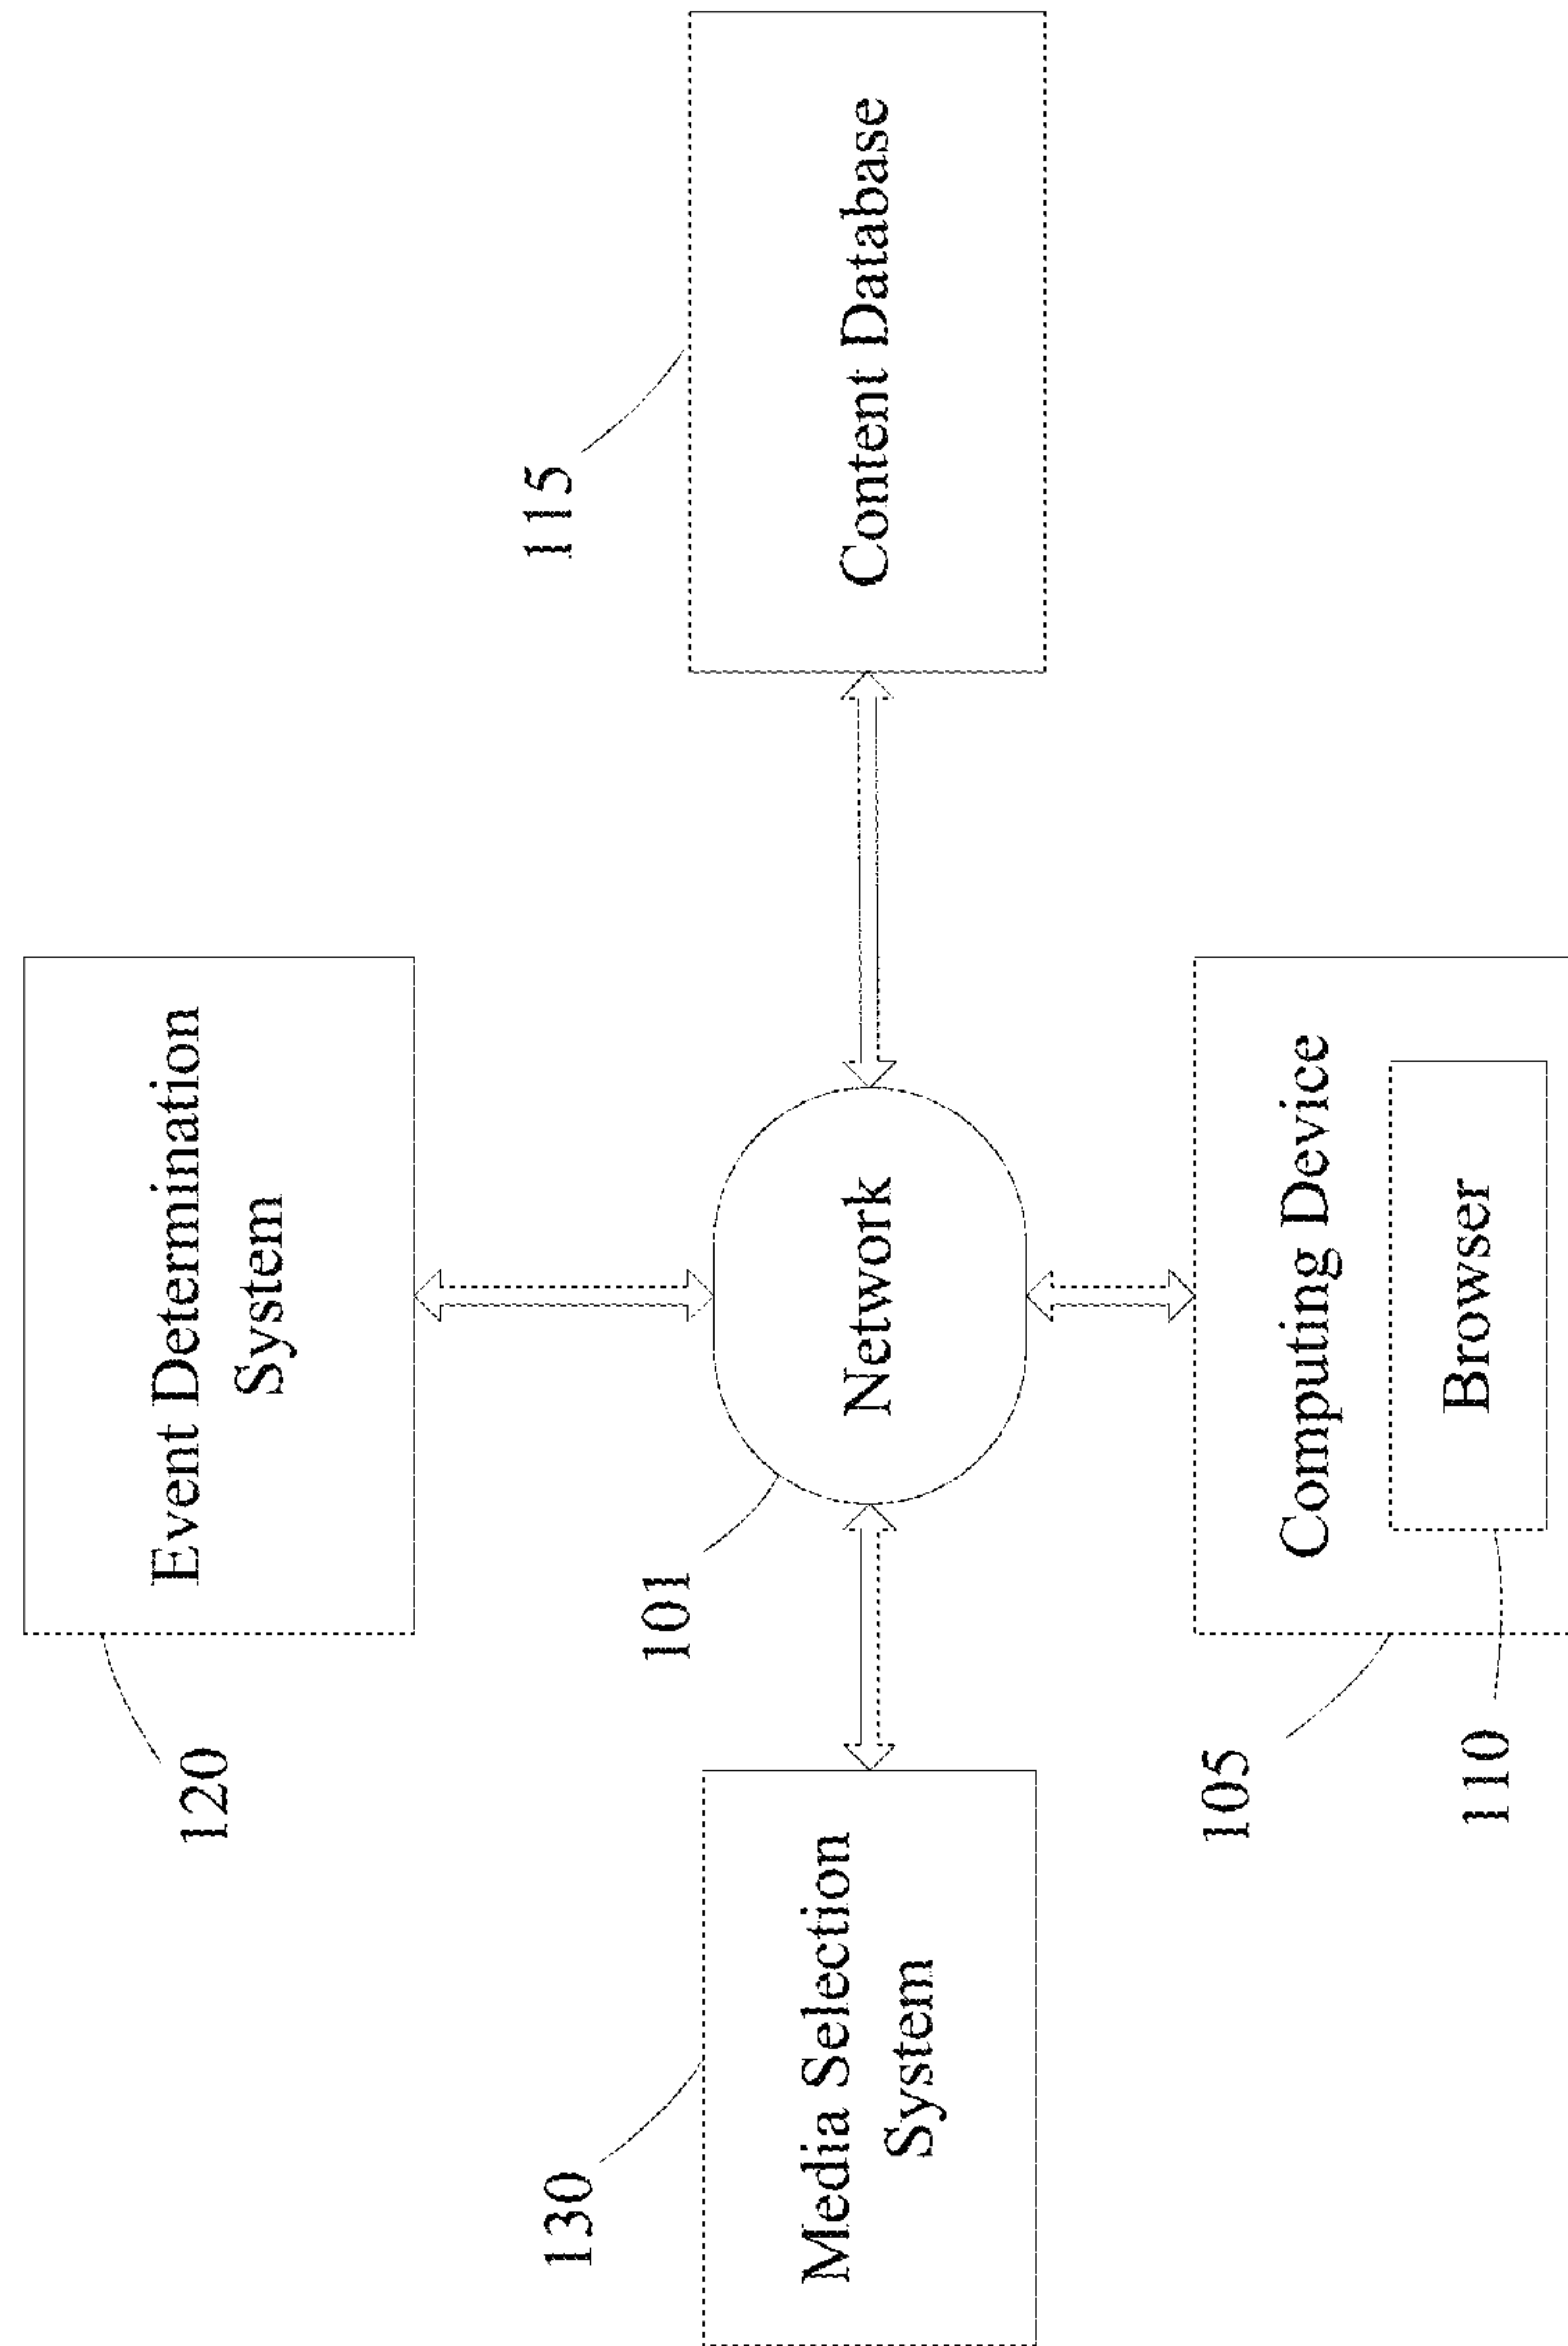 120
Event Determination
System
130
Media Selection
System
101
Network
115
Content Database
105
Computing Device
110
Browser